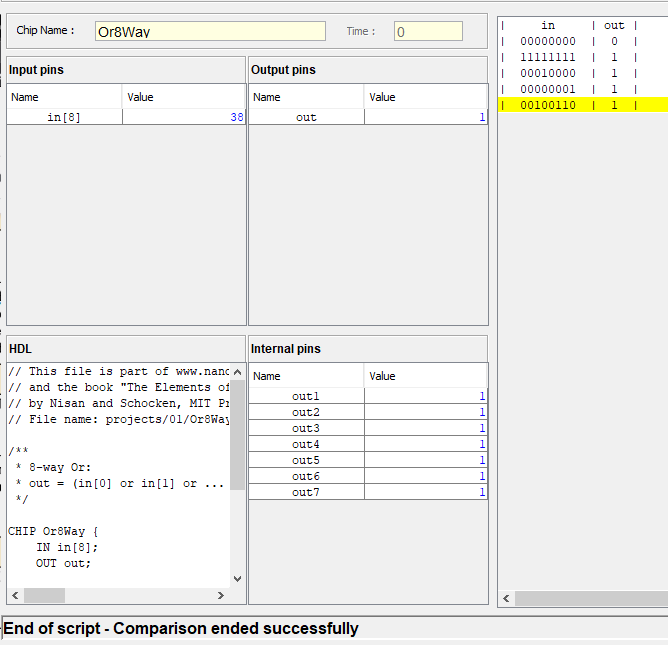 Chip Name : Or8Way Time : 0
Input pins
Name Value
in[8] 38
Output pins
Name Value
out 1
| in | out |
| 00000000 | 0 |
| 11111111 | 1 |
| 00010000 | 1 |
| 00000001 | 1 |
| 00100110 | 1 |
HDL
// This file is part of www.nand
// and the book "The Elements of
// by Nisan and Schocken, MIT Pr
// File name: projects/01/Or8Way
/**
* 8-way Or:
* out = (in[0] or in[1] or ...
*/
CHIP Or8Way {
IN in[8];
OUT out;
Internal pins
Name Value
out1 1
out2 1
out3 1
out4 1
out5 1
out6 1
out7 1
End of script - Comparison ended successfully